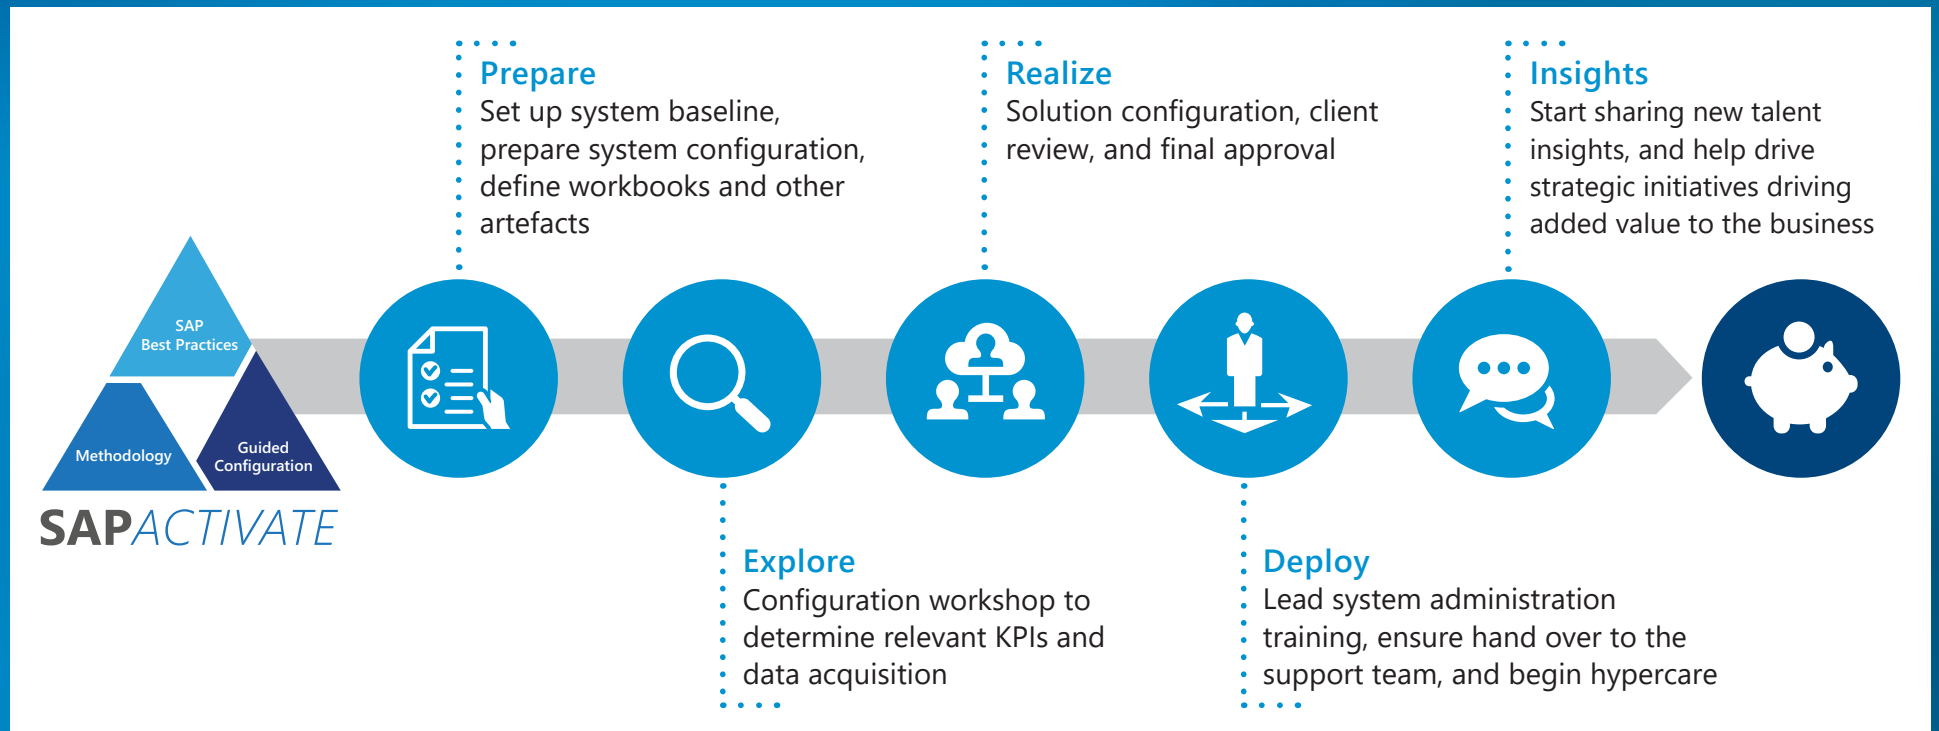 Prepare
Set up system baseline,
prepare system configuration,
define workbooks and other
artefacts
Realize
Solution configuration, client
review, and final approval
Insights
Start sharing new talent
insights, and help drive
strategic initiatives driving
added value to the business
SAP
Best Practices
Methodology
Guided
Configuration
SAPACTIVATE
Explore
Configuration workshop to
determine relevant KPIs and
data acquisition
Deploy
Lead system administration
training, ensure hand over to the
support team, and begin hypercare